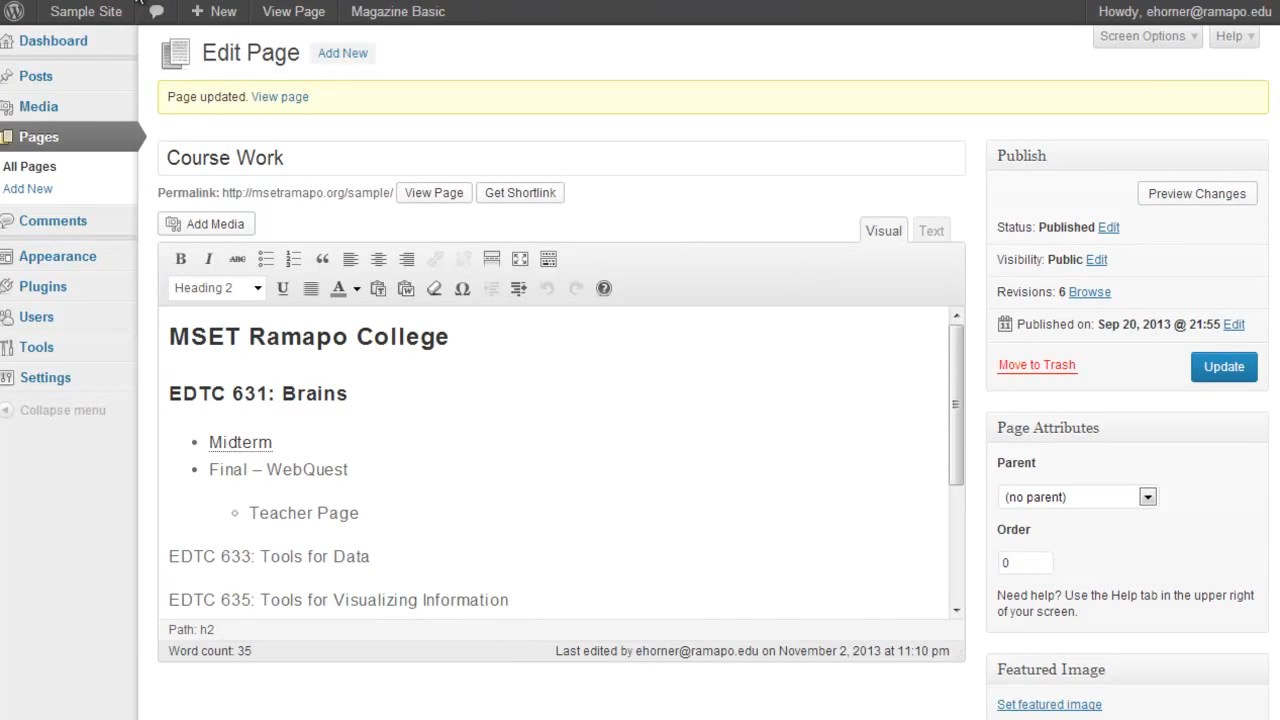 Sample Site New View Page Magazine Basic Howdy, ehorner@ramapo.edu
Screen Options Help
Dashboard
Posts
Media
Pages
All Pages
Add New
Comments
Appearance
Plugins
Users
Tools
Settings
Collapse menu
Edit Page Add New
Page updated. View page
Course Work
Permalink: http://msetramapo.org/sample/ View Page Get Shortlink
Add Media
Visual Text
B I ABC
Heading 2 U A Ω
MSET Ramapo College
EDTC 631: Brains
Midterm
Final – WebQuest
Teacher Page
EDTC 633: Tools for Data
EDTC 635: Tools for Visualizing Information
Path: h2
Word count: 35 Last edited by ehorner@ramapo.edu on November 2, 2013 at 11:10 pm
Publish
Preview Changes
Status: Published Edit
Visibility: Public Edit
Revisions: 6 Browse
Published on: Sep 20, 2013 @ 21:55 Edit
Move to Trash Update
Page Attributes
Parent
(no parent)
Order
0
Need help? Use the Help tab in the upper right
of your screen.
Featured Image
Set featured image